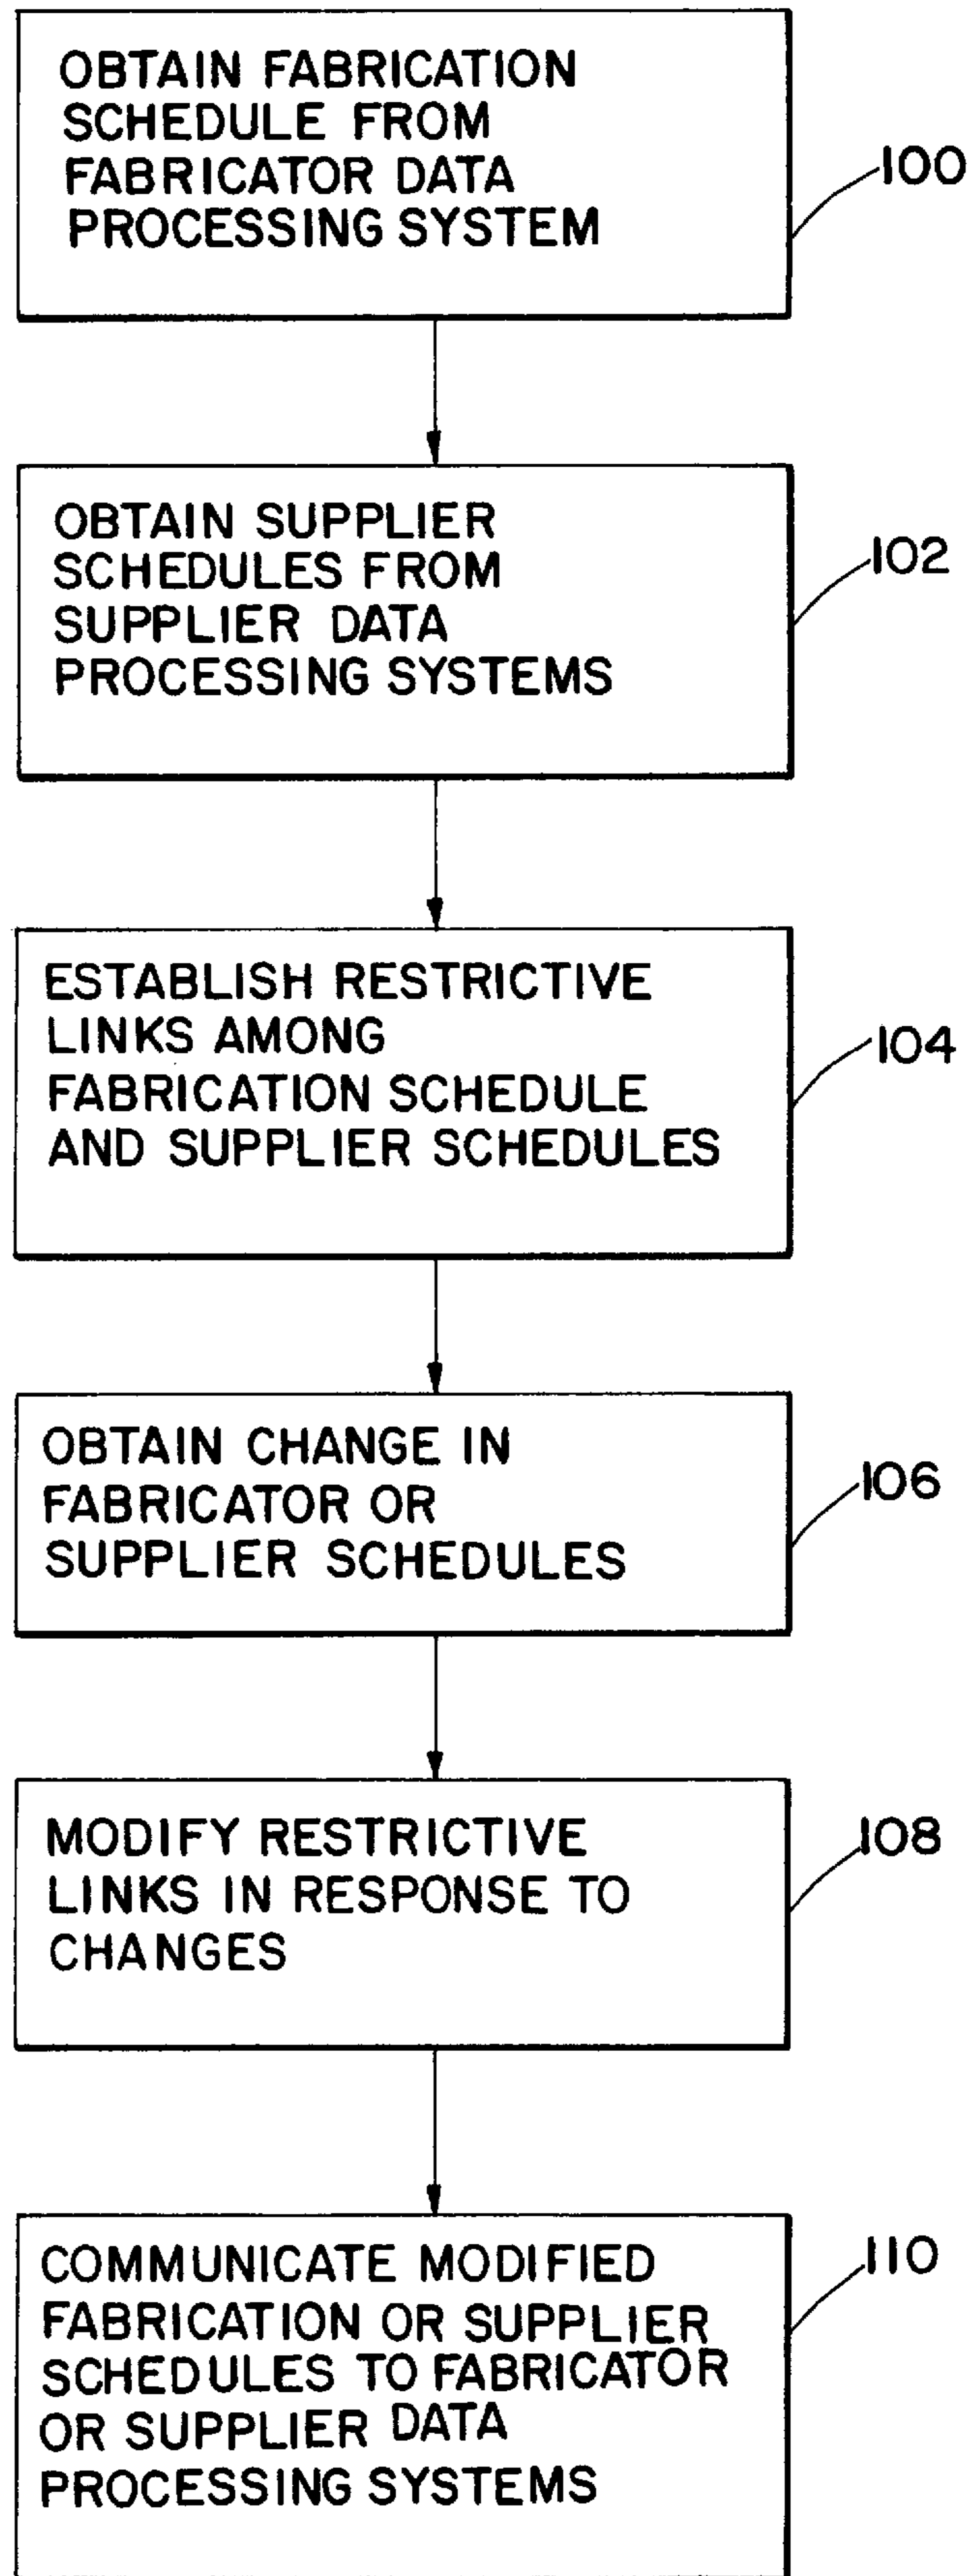 OBTAIN FABRICATION
SCHEDULE FROM
FABRICATOR DATA
PROCESSING SYSTEM
100
OBTAIN SUPPLIER
SCHEDULES FROM
SUPPLIER DATA
PROCESSING SYSTEMS
102
ESTABLISH RESTRICTIVE
LINKS AMONG
FABRICATION SCHEDULE
AND SUPPLIER SCHEDULES
104
OBTAIN CHANGE IN
FABRICATOR OR
SUPPLIER SCHEDULES
106
MODIFY RESTRICTIVE
LINKS IN RESPONSE TO
CHANGES
108
COMMUNICATE MODIFIED
FABRICATION OR SUPPLIER
SCHEDULES TO FABRICATOR
OR SUPPLIER DATA
PROCESSING SYSTEMS
110